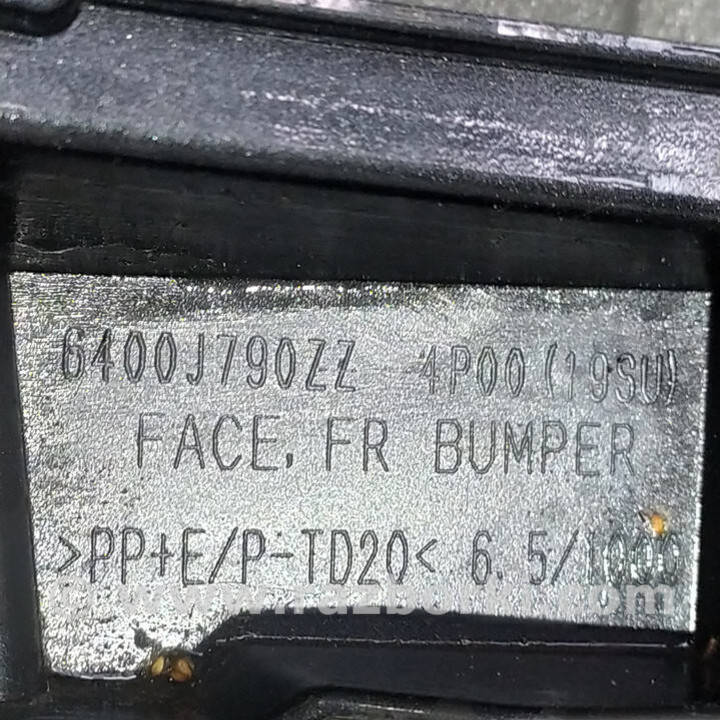 6400J790ZZ 4P00(19SU)
FACE, FR BUMPER
>PP+E/P-TD20< 6.5/1000